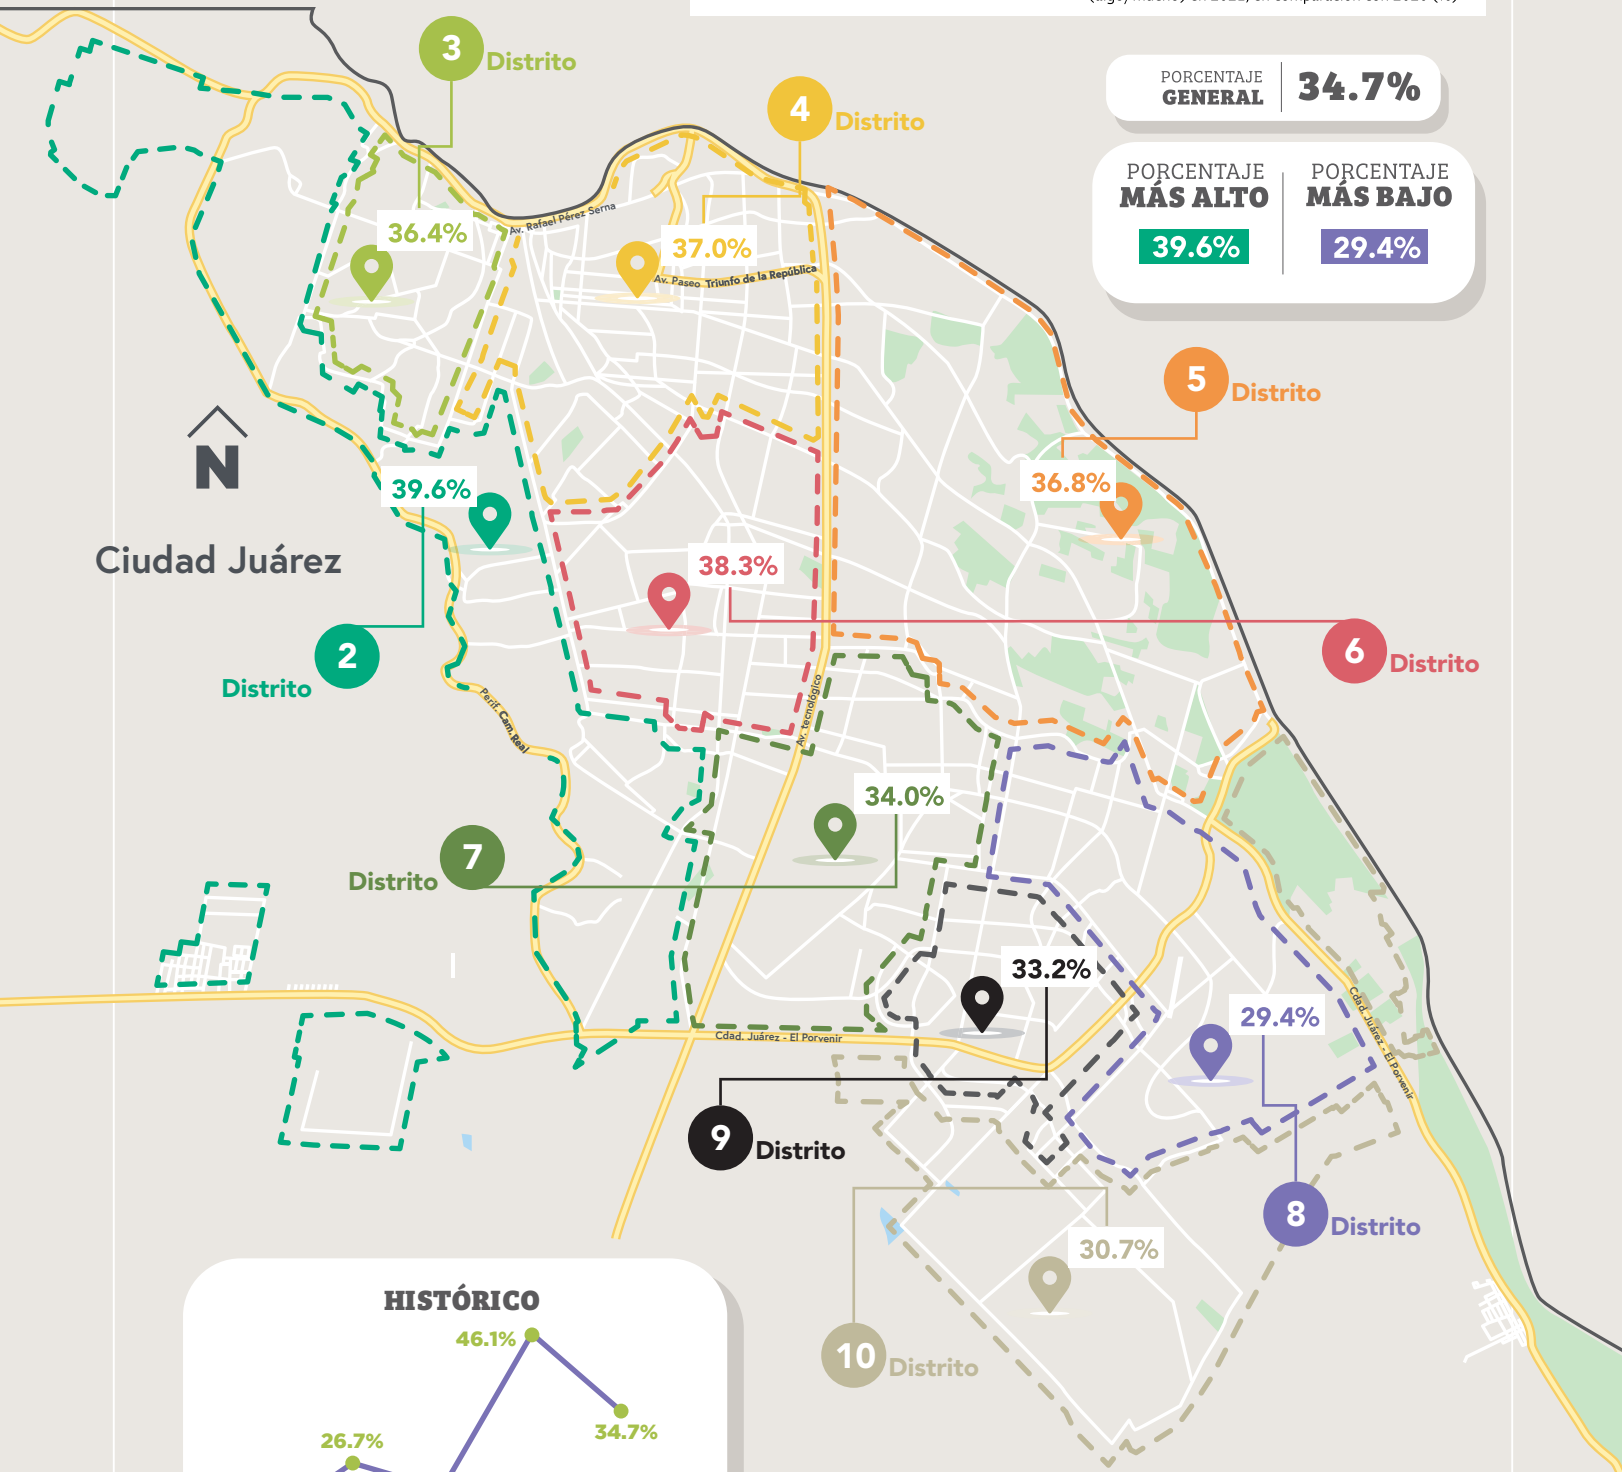 3 Distrito
4 Distrito
PORCENTAJE
GENERAL
34.7%
PORCENTAJE
MÁS ALTO
39.6%
PORCENTAJE
MÁS BAJO
29.4%
36.4%
Av. Rafael Pérez Serna
37.0%
Av. Paseo Triunfo de la República
5 Distrito
36.8%
N
Ciudad Juárez
39.6%
38.3%
2
Distrito
6 Distrito
Perif. Cam. Real
Av. tecnológico
34.0%
7
Distrito
33.2%
29.4%
Cdad. Juárez - El Porvenir
Cdad. Juárez - El Porvenir
9 Distrito
8 Distrito
30.7%
10 Distrito
HISTÓRICO
46.1%
34.7%
26.7%